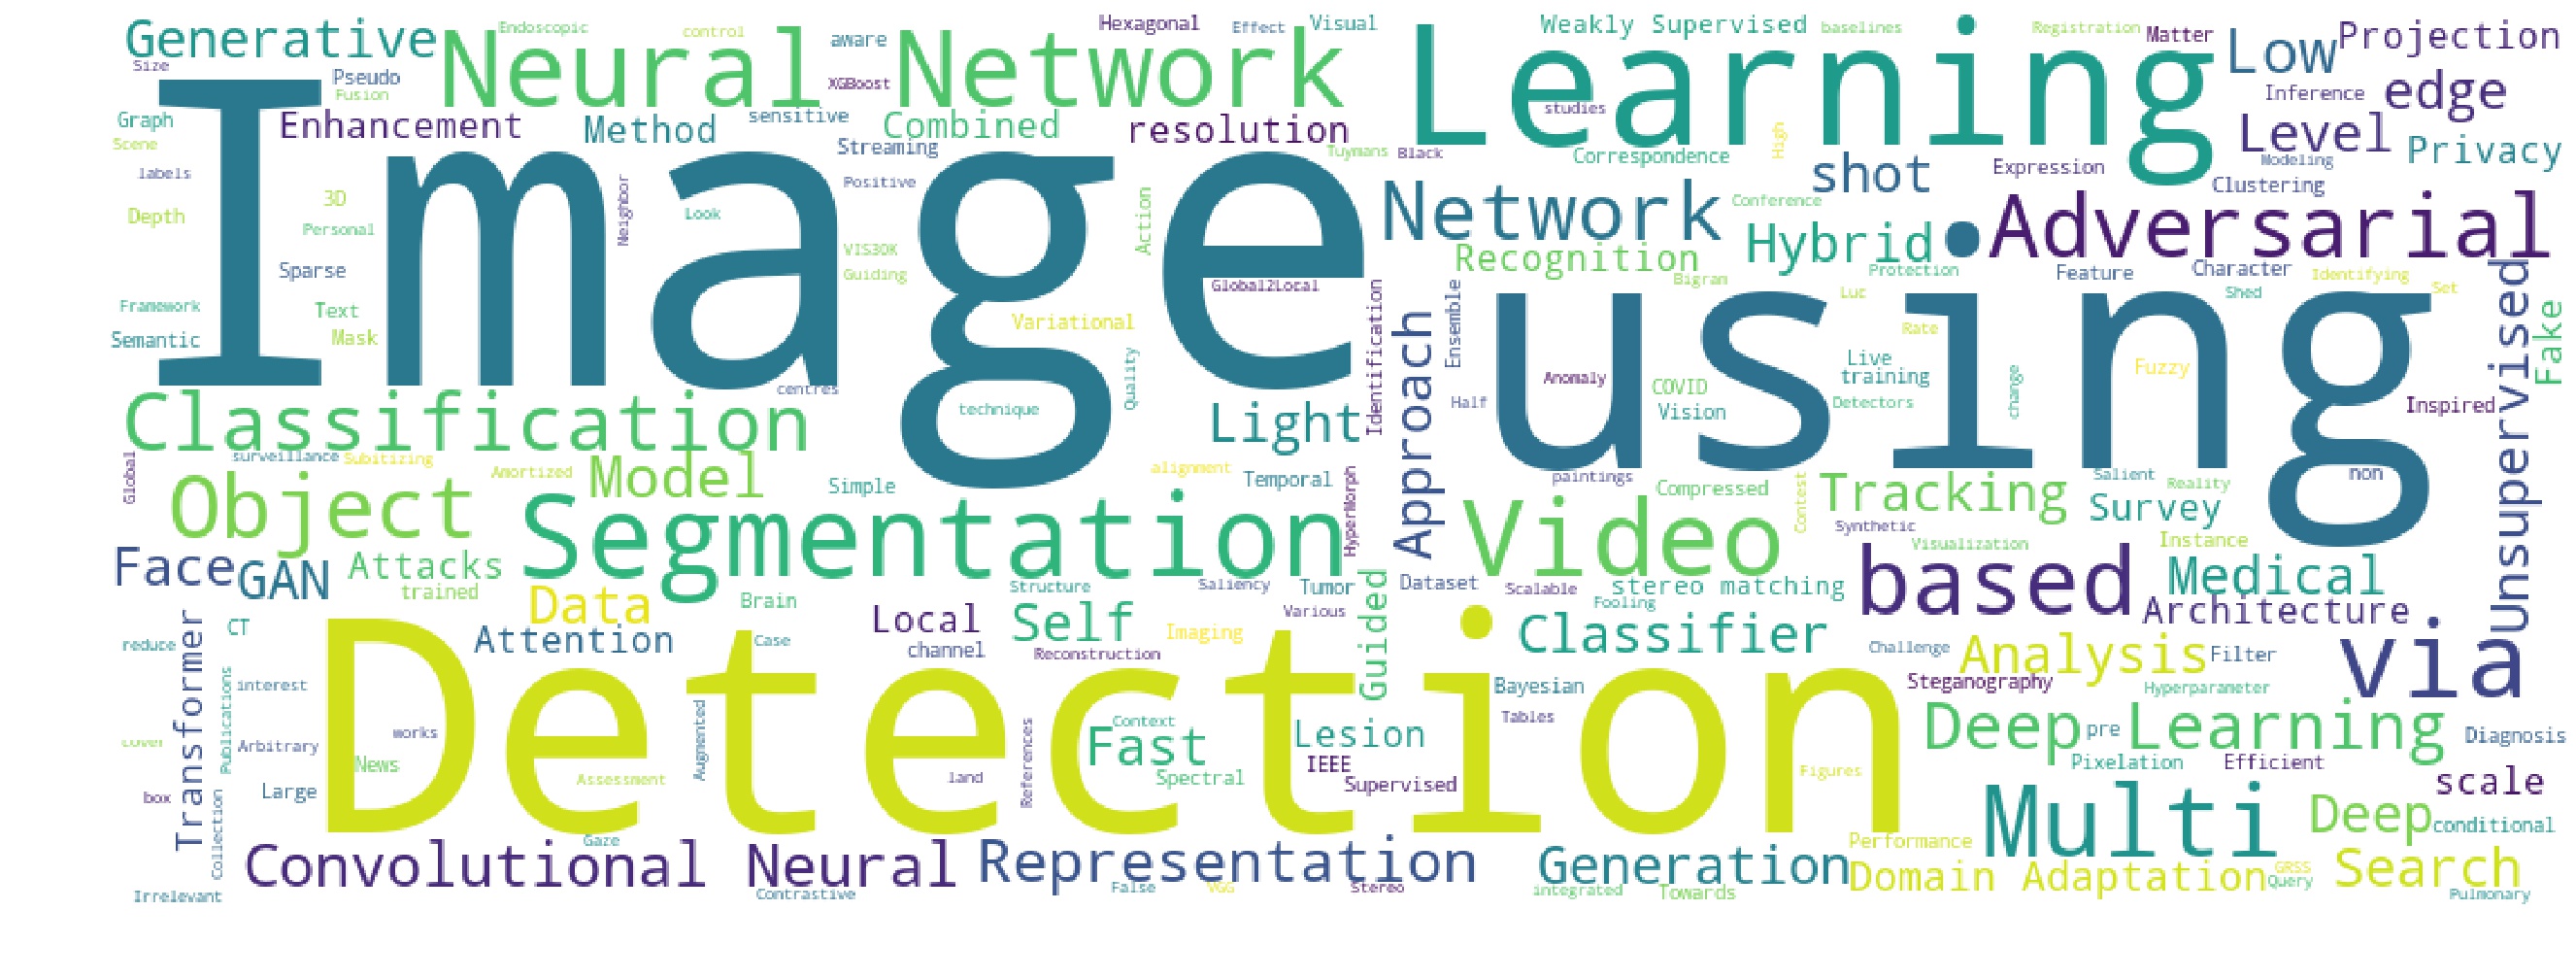 Generative
Endoscopic
Neural
control
aware
Network
Hexagonal
Effect
Visual
Learning
Weakly Supervised
baselines
Registration
Matter
Low
Projection
Size
Pseudo
Fusion
XGBoost
Image
Graph
Enhancement
Method
sensitive
Combined
resolution
studies
Inference
edge
Scene
Streaming
Tuymans
Black
Correspondence
High
Level
Modeling
Privacy
labels
Positive
shot
Expression
Clustering
Depth
3D
Personal
Neighbor
Look
Action
Network
Conference
Hybrid
Adversarial
VIS30K
Guiding
Recognition
Bigram
Protection
Feature
Character
Identifying
Set
Sparse
Global2Local
Identification
Ensemble
Luc
Shed
Unsupervised
Framework
Text
Mask
Semantic
Variational
Quality
Approach
using
Rate
Live
training
Fuzzy
Fake
centres
technique
Anomaly
COVID
Vision
Detectors
change
Half
Inspired
Classification
Light
Global
surveillance
Subitizing
Amortized
Model
Simple
alignment
Temporal
HyperMorph
paintings
Compressed
Contest
Tracking
Salient
Reality
Survey
non
Object
Segmentation
Video
Synthetic
Visualization
Instance
Face
GAN
Attacks
trained
Data
Brain
Structure
Saliency
Tumor
Various
Guided
Dataset
Scalable
stereo matching
Fooling
based
Medical
Architecture
Transformer
CT
reduce
Attention
Case
Local
channel
Self
Imaging
Reconstruction
Classifier
Challenge
Analysis
Filter
via
Publications
interest
Detection
Bayesian
Tables
Steganography
Hyperparameter
Arbitrary
works
News
Augmented
References
Context
Fast
Lesion
IEEE
Supervised
Deep
pre
Learning
Diagnosis
Assessment
land
Spectral
Figures
Pixelation
Efficient
scale
box
Large
Collection
Multi
Deep
conditional
Convolutional Neural
Gaze
Representation
Generation
Performance
Domain Adaptation
GRSS
Query
Search
Irrelevant
Contrastive
False
VGG
Stereo
integrated
Towards
Pulmonary